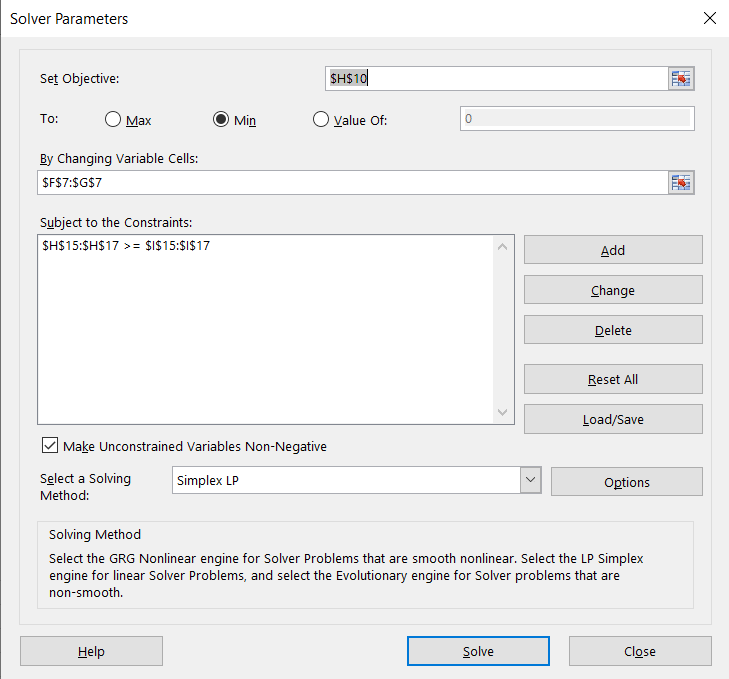 Solver Parameters
Set Objective:
$H$10
To:
Max
Min
Value Of:
0
By Changing Variable Cells:
$F$7:$G$7
Subject to the Constraints:
$H$15:$H$17 >= $I$15:$I$17
Add
Change
Delete
Reset All
Load/Save
Make Unconstrained Variables Non-Negative
Select a Solving
Method:
Simplex LP
Options
Solving Method
Select the GRG Nonlinear engine for Solver Problems that are smooth nonlinear. Select the LP Simplex
engine for linear Solver Problems, and select the Evolutionary engine for Solver problems that are
non-smooth.
Help
Solve
Close